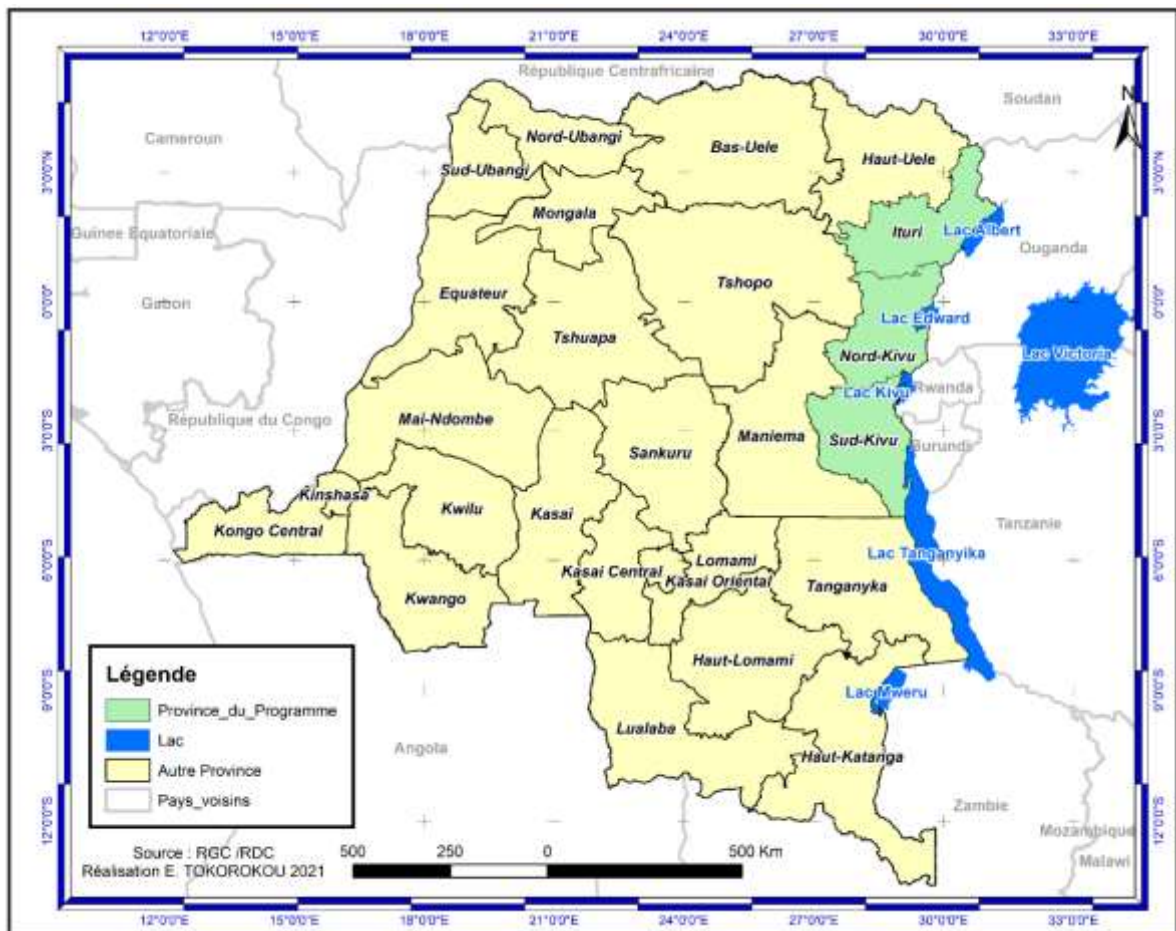 12°0'0"E 15°0'0"E 18°0'0"E 21°0'0"E 24°0'0"E 27°0'0"E 30°0'0"E 33°0'0"E
République Centrafricaine
Soudan
N
Cameroun
Nord-Ubangi
Bas-Uele
Haut-Uele
Sud-Ubangi
3°0'0"N
3°0'0"N
Mongala
Guinee Equatoriale
Ituri
Lac Albert
Ouganda
Gabon
Equateur
Tshopo
0°0'0"
0°0'0"
Lac Edward
Tshuapa
Nord-Kivu
Lac Victoria
Lac Kivu
Rwanda
République du Congo
Mai-Ndombe
Maniema
Sud-Kivu
3°0'0"S
3°0'0"S
Burundi
Sankuru
Kinshasa
Kwilu
Kasai
Kongo Central
Tanzanie
Lac Tanganyika
6°0'0"S
6°0'0"S
Lomami
Kasai Central
Kasai Oriental
Tanganyka
Kwango
Haut-Lomami
Légende
Lac Mweru
9°0'0"S
9°0'0"S
Province_du_Programme
Lac
Lualaba
Angola
Haut-Katanga
Autre Province
Pays_voisins
Zambie
12°0'0"S
12°0'0"S
Mozambique
Malawi
Source : RGC /RDC
Réalisation E. TOKOROKOU 2021
500 250 0 500 Km
12°0'0"E 15°0'0"E 18°0'0"E 21°0'0"E 24°0'0"E 27°0'0"E 30°0'0"E 33°0'0"E